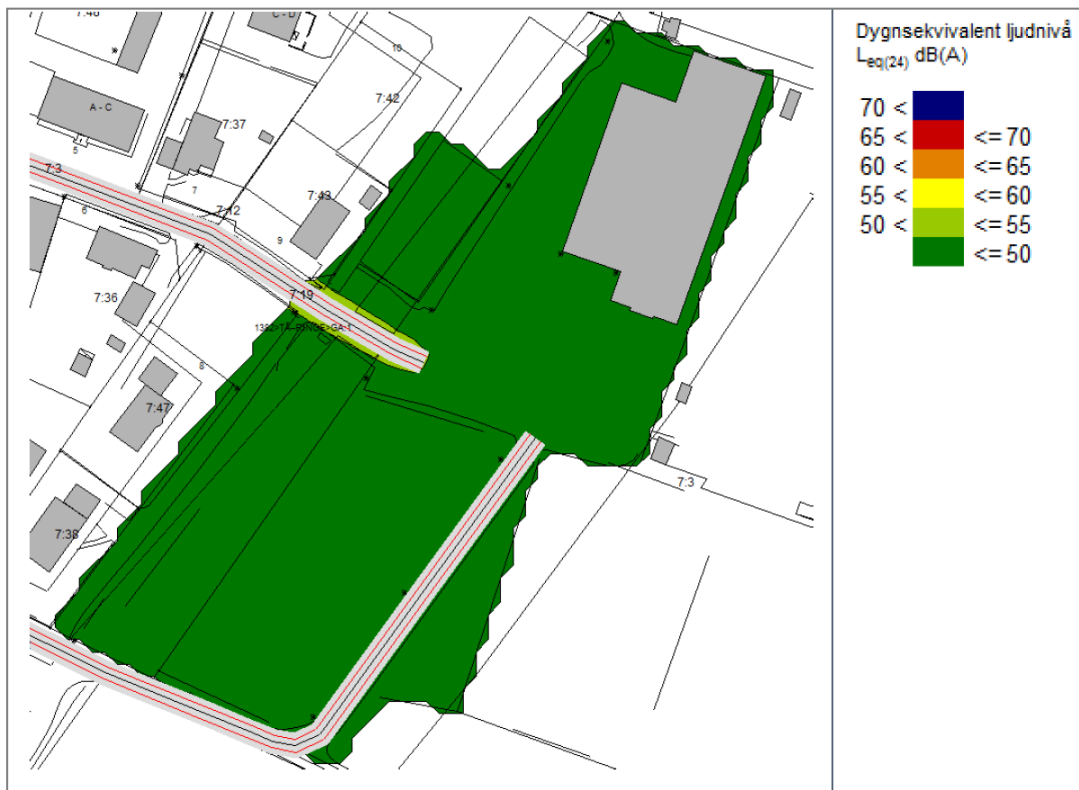 7:46
C - D
10
7:42
A - C
7:37
5
7:3
7
7:43
7:12
6
9
7:36
7:19
8
7:47
7:3
7:38
Dygnsekvivalent ljudnivå
Leq(24) dB(A)
70 <
65 < <= 70
60 < <= 65
55 < <= 60
50 < <= 55
<= 50